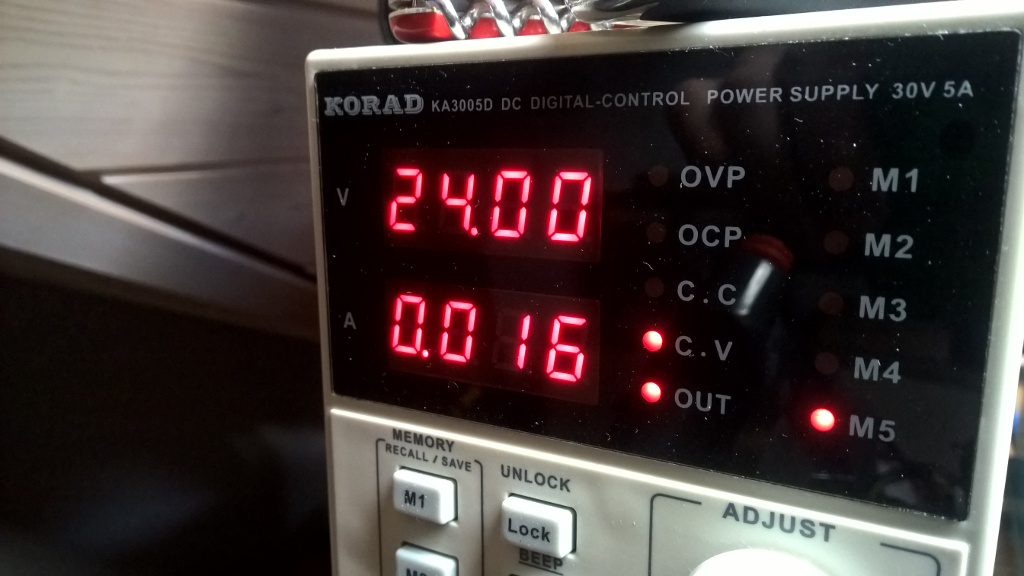 KORAD KA3005D DC DIGITAL-CONTROL POWER SUPPLY 30V 5A
V 24.00
A 0.016
OVP M1
OCP M2
C.C M3
C.V M4
OUT M5
MEMORY
RECALL / SAVE
M1
UNLOCK
Lock
BEEP
ADJUST